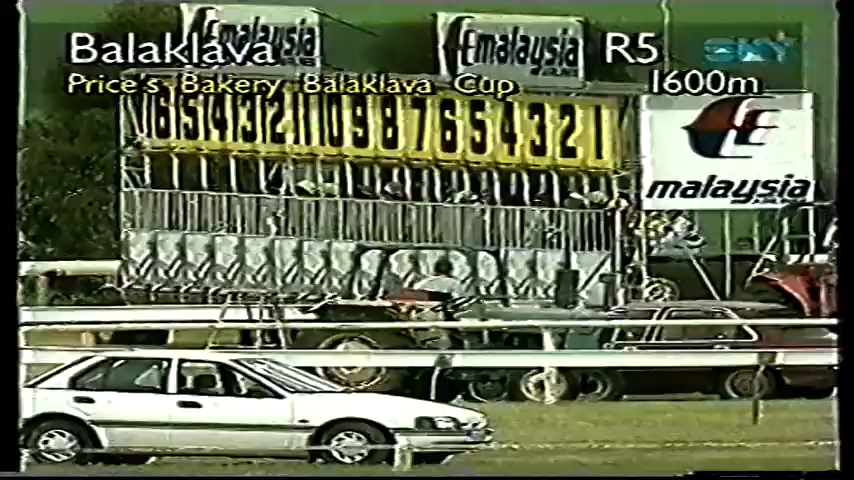 malaysia
malaysia
Balaklava
R5
SKY
Price's Bakery Balaklava Cup
1600m
16 15 14 13 12 11 10 9 8 7 6 5 4 3 2 1
malaysia